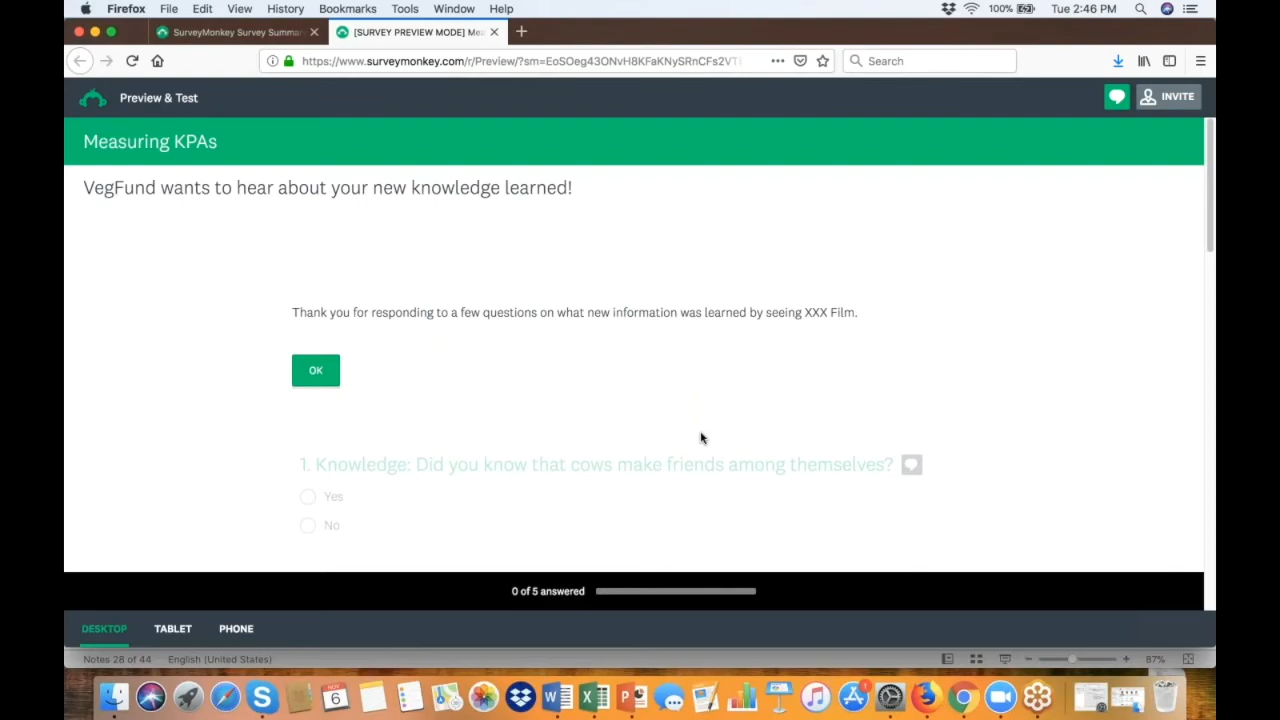 Firefox File Edit View History Bookmarks Tools Window Help 100% Tue 2:46 PM
SurveyMonkey Survey Summar
[SURVEY PREVIEW MODE] Mea
https://www.surveymonkey.com/r/Preview/?sm=
Search
Preview & Test
INVITE
Measuring KPAs
VegFund wants to hear about your new knowledge learned!
Thank you for responding to a few questions on what new information was learned by seeing XXX Film.
OK
1. Knowledge: Did you know that cows make friends among themselves?
Yes
No
0 of 5 answered
DESKTOP TABLET PHONE
Notes 28 of 44 English (United States) 87%
NOV
6